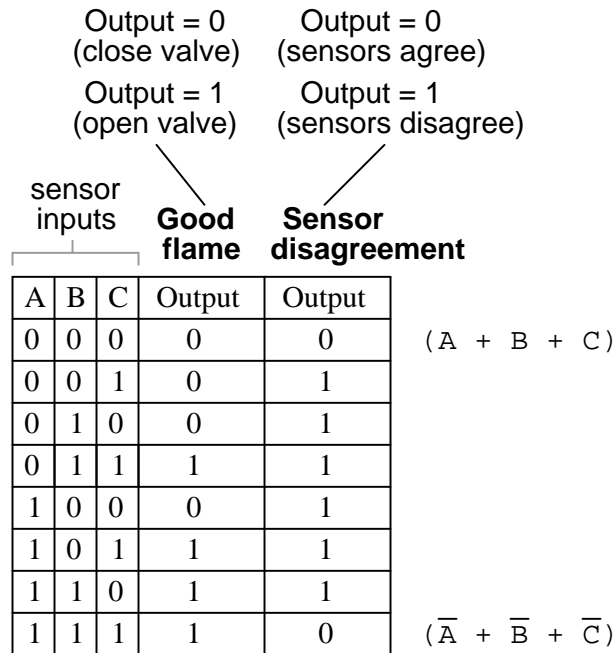 Output = 0 Output = 0
(close valve) (sensors agree)
Output = 1 Output = 1
(open valve) (sensors disagree)
sensor
inputs
Good Sensor
flame disagreement
A B C Output Output
0 0 0 0 0 (A + B + C)
0 0 1 0 1
0 1 0 0 1
0 1 1 1 1
1 0 0 0 1
1 0 1 1 1
1 1 0 1 1
1 1 1 1 0 (A̅ + B̅ + C̅)